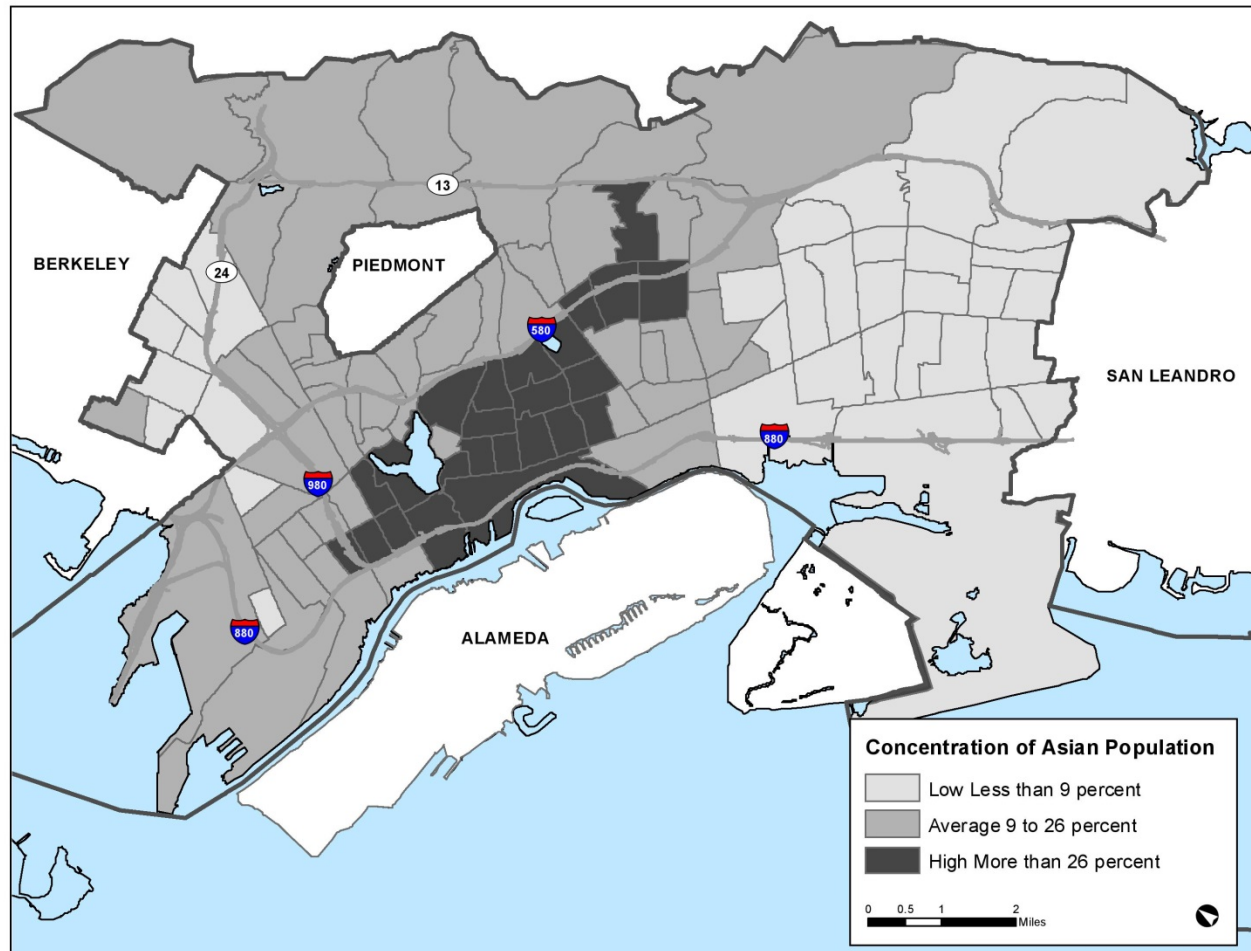 13
BERKELEY
PIEDMONT
24
580
SAN LEANDRO
880
980
880
ALAMEDA
Concentration of Asian Population
Low Less than 9 percent
Average 9 to 26 percent
High More than 26 percent
0 0.5 1 2
Miles